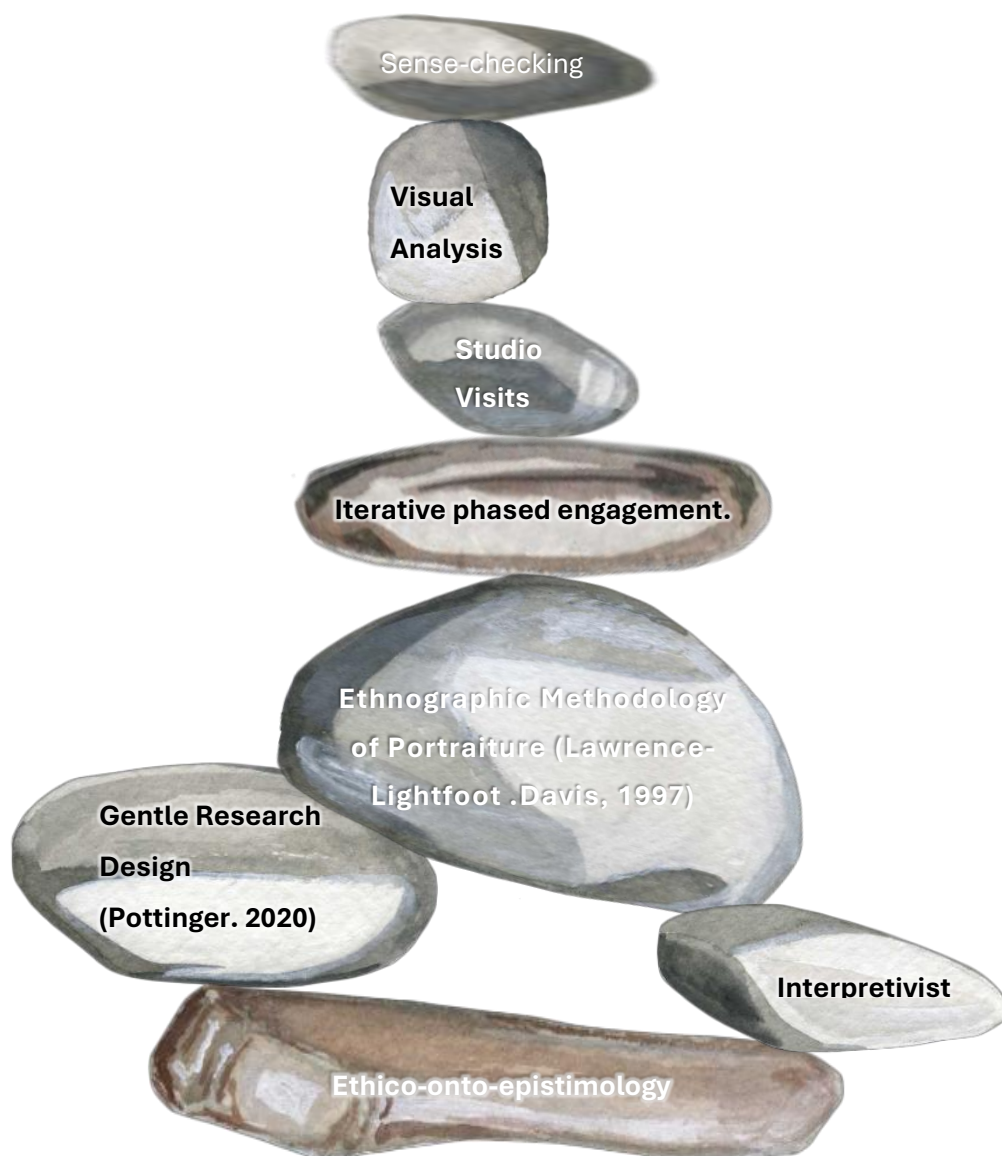 Sense-checking
Visual
Analysis
Studio
Visits
Iterative phased engagement.
Ethnographic Methodology
of Portraiture (Lawrence-
Lightfoot .Davis, 1997)
Gentle Research
Design
(Pottinger. 2020)
Interpretivist
Ethico-onto-epistimology